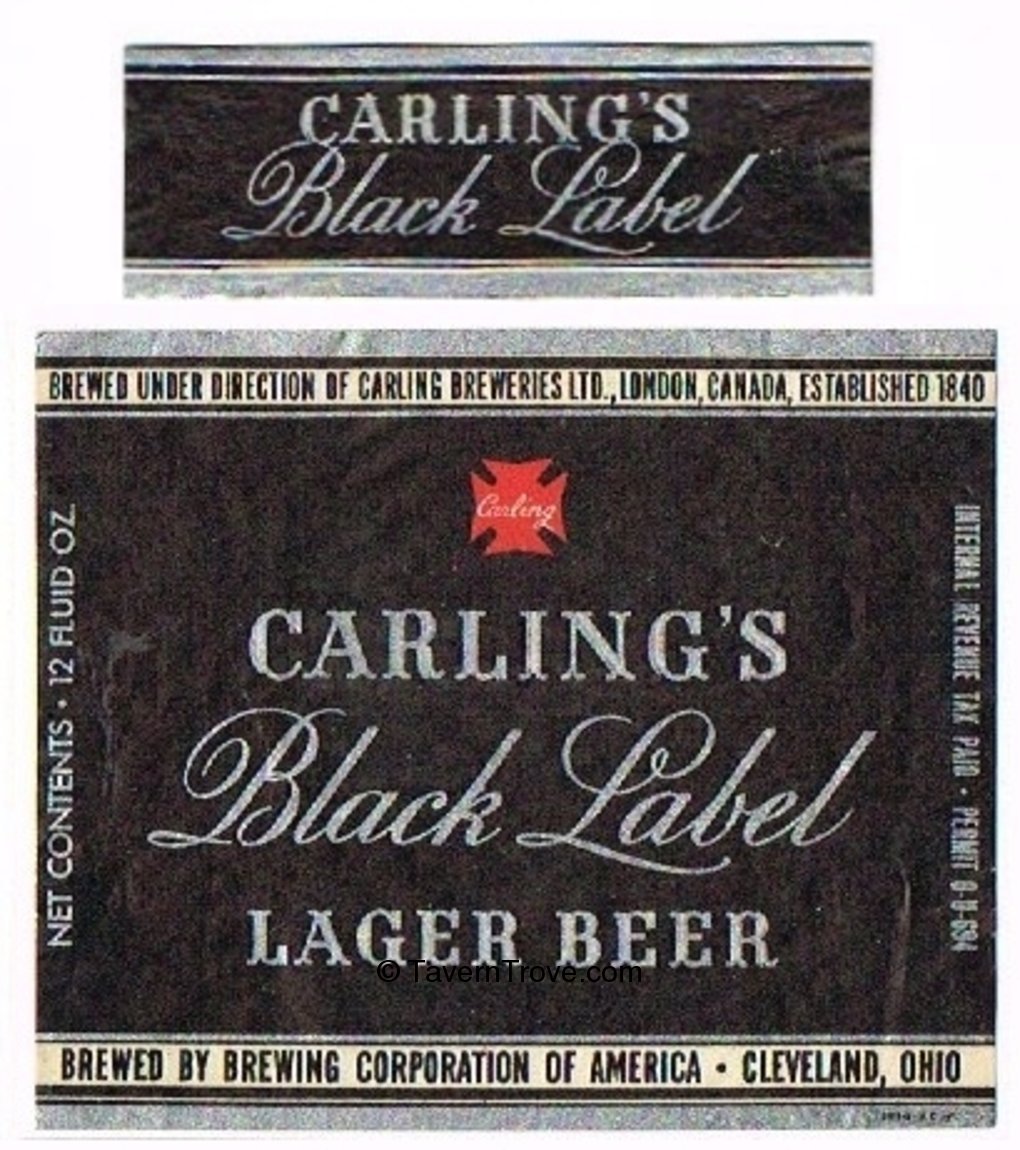 CARLING'S
Black Label
BREWED UNDER DIRECTION OF CARLING BREWERIES LTD., LONDON, CANADA, ESTABLISHED 1840
Carling
NET CONTENTS • 12 FLUID OZ.
INTERNAL REVENUE TAX PAID • PERMIT
CARLING'S
Black Label
LAGER BEER
© TavernTrove.com
BREWED BY BREWING CORPORATION OF AMERICA • CLEVELAND, OHIO